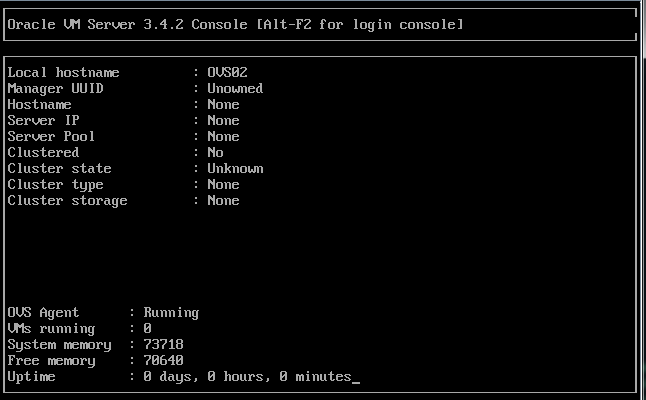 Oracle VM Server 3.4.2 Console [Alt-F2 for login console]
Local hostname : OVS02
Manager UUID : Unowned
Hostname : None
Server IP : None
Server Pool : None
Clustered : No
Cluster state : Unknown
Cluster type : None
Cluster storage : None
OVS Agent : Running
VMs running : 0
System memory : 73718
Free memory : 70640
Uptime : 0 days, 0 hours, 0 minutes_